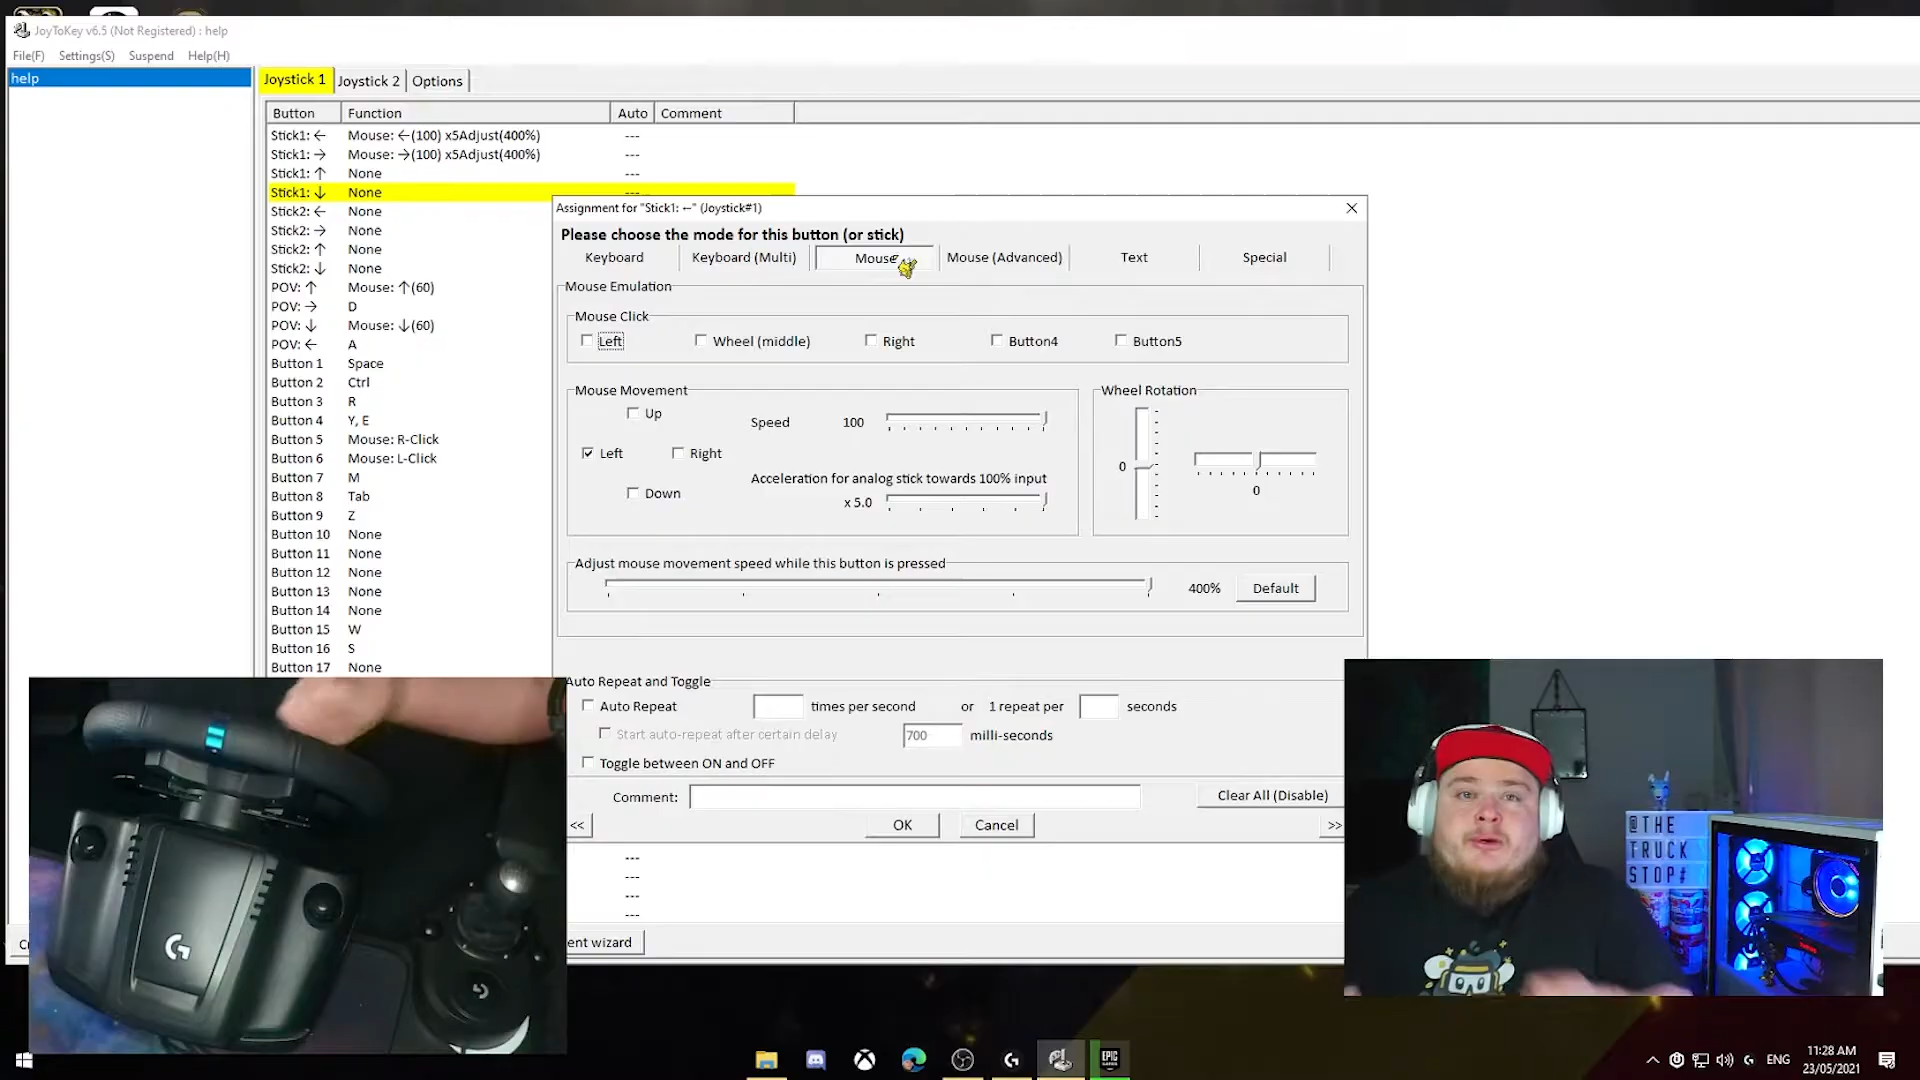 JoyToKey v6.5 (Not Registered) : help
File(F) Settings(S) Suspend Help(H)
help
Joystick 1 Joystick 2 Options
Button Function Auto Comment
Stick1: ← Mouse: ←(100) x5Adjust(400%) ---
Stick1: → Mouse: →(100) x5Adjust(400%) ---
Stick1: ↑ None ---
Stick1: ↓ None ---
Stick2: ← None
Stick2: → None
Stick2: ↑ None
Stick2: ↓ None
POV: ↑ Mouse: ↑(60)
POV: → D
POV: ↓ Mouse: ↓(60)
POV: ← A
Button 1 Space
Button 2 Ctrl
Button 3 R
Button 4 Y, E
Button 5 Mouse: R-Click
Button 6 Mouse: L-Click
Button 7 M
Button 8 Tab
Button 9 Z
Button 10 None
Button 11 None
Button 12 None
Button 13 None
Button 14 None
Button 15 W
Button 16 S
Button 17 None
Assignment for "Stick1: ←" (Joystick#1)
Please choose the mode for this button (or stick)
Keyboard Keyboard (Multi) Mouse Mouse (Advanced) Text Special
Mouse Emulation
Mouse Click
Left Wheel (middle) Right Button4 Button5
Mouse Movement
Up
Left Right
Down
Speed 100
Acceleration for analog stick towards 100% input
x 5.0
Wheel Rotation
0
0
Adjust mouse movement speed while this button is pressed
400% Default
Auto Repeat and Toggle
Auto Repeat times per second or 1 repeat per seconds
Start auto-repeat after certain delay 700 milli-seconds
Toggle between ON and OFF
Comment: Clear All (Disable)
<< OK Cancel >>
---
---
---
---
ent wizard
@THE
TRUCK
STOP#
ENG
11:28 AM
23/05/2021